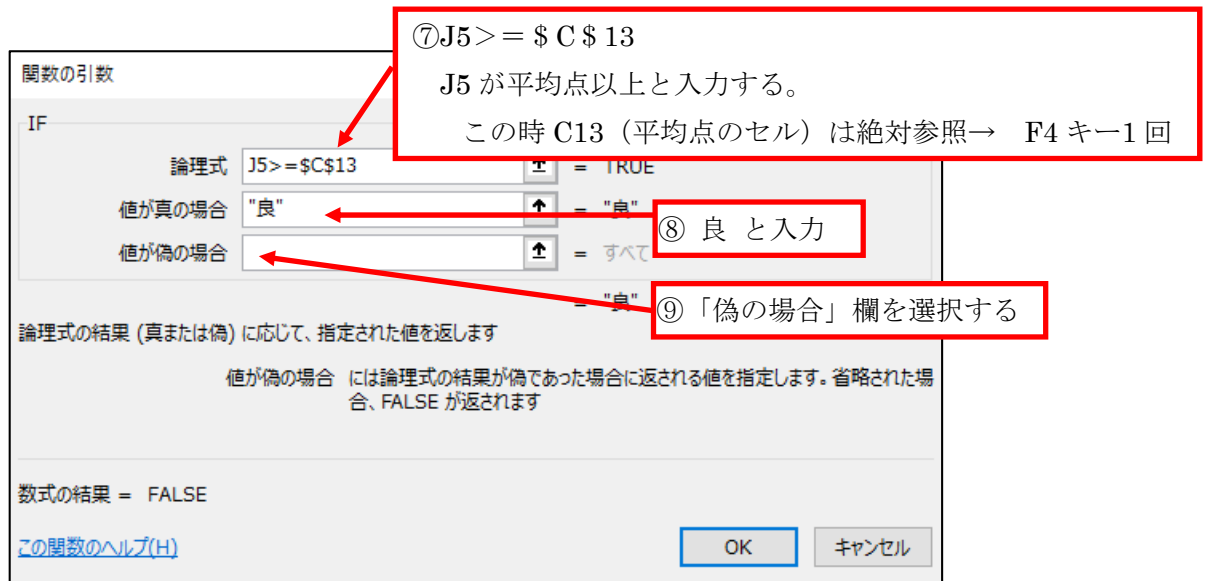 ⑦J5>=＄C＄13
J5 が平均点以上と入力する。
この時 C13（平均点のセル）は絶対参照→　F4 キー1 回
関数の引数
IF
論理式 J5>=$C$13 = TRUE
値が真の場合 "良" = "良"
⑧ 良 と入力
値が偽の場合 = すべて
= "良"
⑨「偽の場合」欄を選択する
論理式の結果 (真または偽) に応じて、指定された値を返します
値が偽の場合 には論理式の結果が偽であった場合に返される値を指定します。省略された場
合、FALSE が返されます
数式の結果 = FALSE
この関数のヘルプ(H)
OK
キャンセル